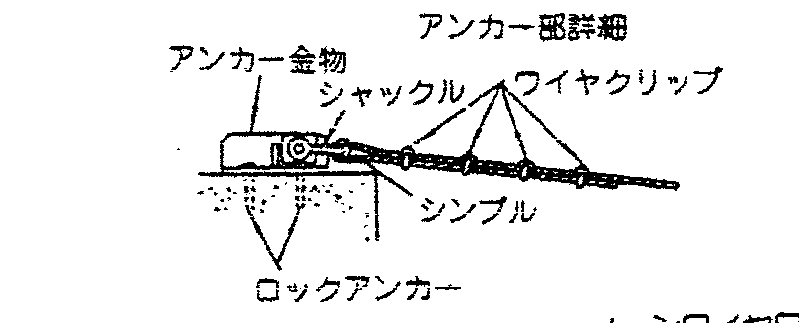 アンカー部詳細
アンカー金物
シャックル
ワイヤクリップ
シンブル
ロックアンカー